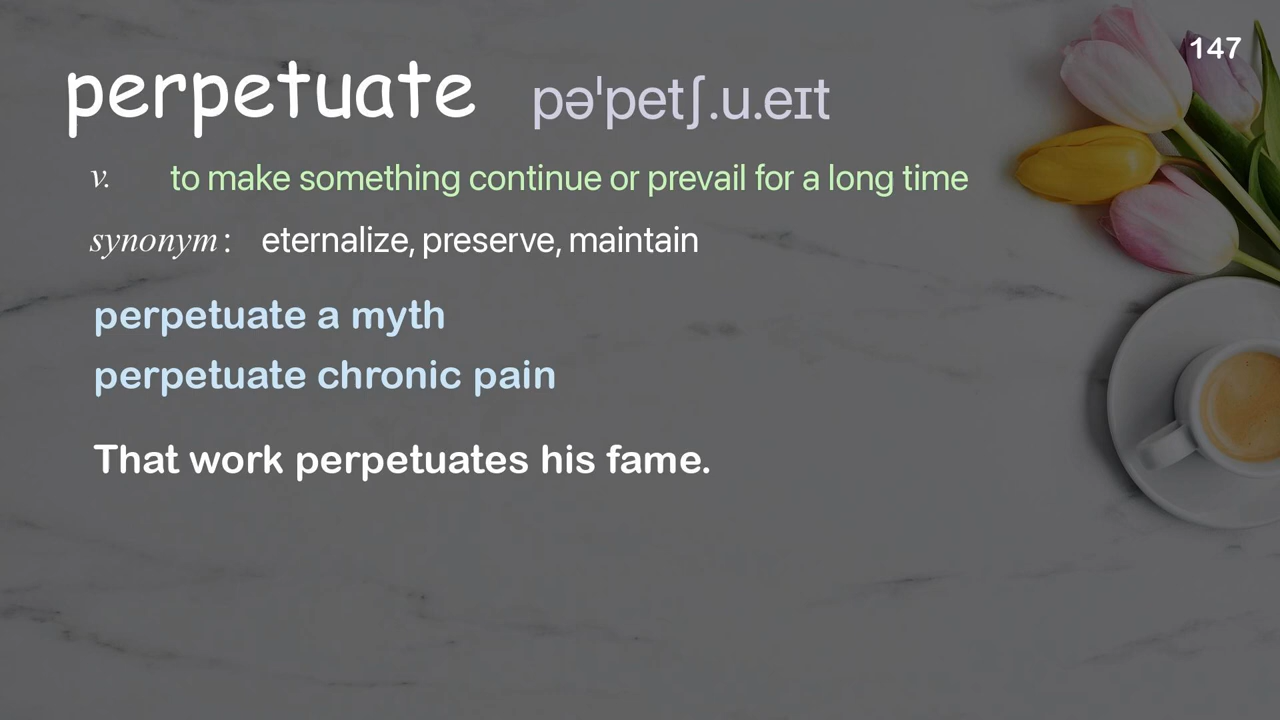 147
perpetuate pəˈpetʃ.u.eɪt
v. to make something continue or prevail for a long time
synonym: eternalize, preserve, maintain
perpetuate a myth
perpetuate chronic pain
That work perpetuates his fame.